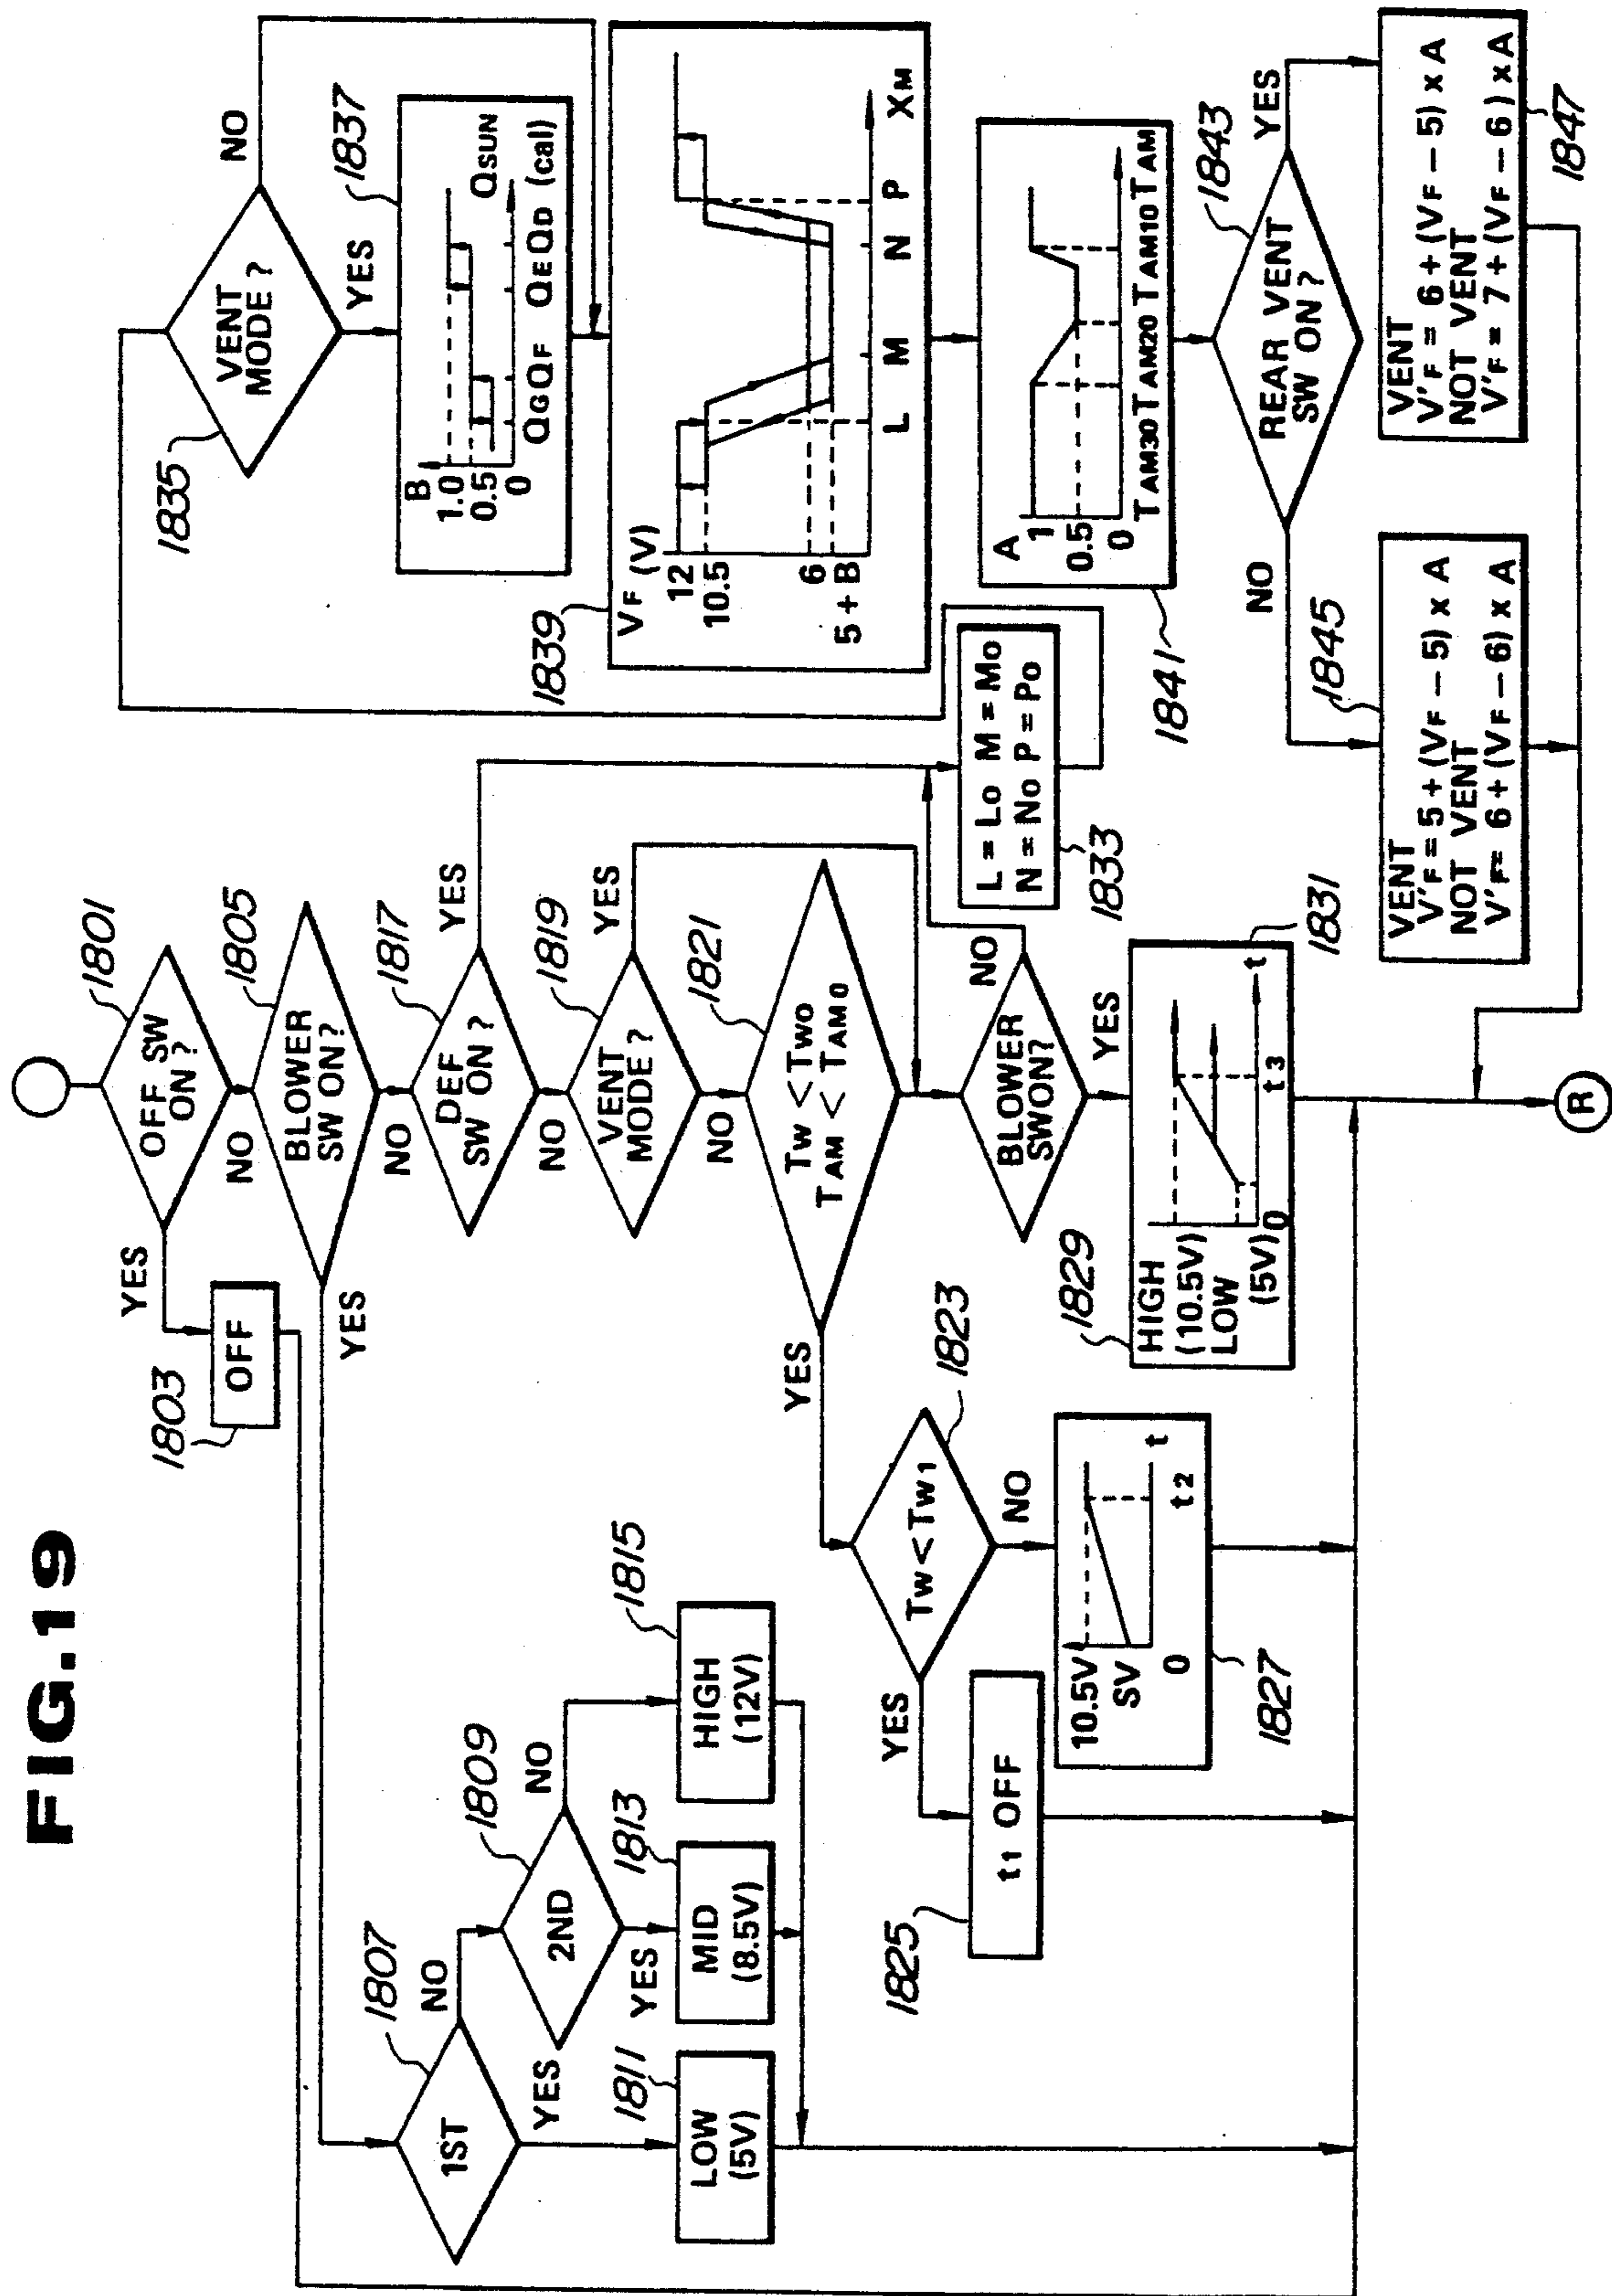 FIG.19
1801
OFF SW
ON ?
YES
NO
1803
OFF
1805
BLOWER
SW ON?
YES
NO
1807
1ST
NO
YES
1809
2ND
NO
YES
1811
LOW
(5V)
1813
MID
(8.5V)
1815
HIGH
(12V)
1817
DEF
SW ON ?
YES
NO
1819
VENT
MODE ?
YES
NO
1821
TW < TWO
TAM < TAM0
YES
1823
TW < TW1
YES
NO
1825
t1 OFF
1827
10.5V
SV
0
t2
t
BLOWER
SWON?
NO
YES
1829
HIGH
(10.5V)
LOW
(5V)
0
t3
t
1831
1833
L = LO M = MO
N = NO P = PO
1835
VENT
MODE ?
NO
YES
1837
B
1.0
0.5
0
QSUN
QG QF QE QD (cal)
1839
VF (V)
12
10.5
6
5 + B
L M N P XM
1841
A
1
0.5
0
TAM30 TAM20 TAM10 TAM
1843
REAR VENT
SW ON ?
NO
YES
1845
VENT
V'F = 5 + (VF − 5) x A
NOT VENT
V'F = 6 + (VF − 6) x A
1847
VENT
V'F = 6 + (VF − 5) x A
NOT VENT
V'F = 7 + (VF − 6) x A
R